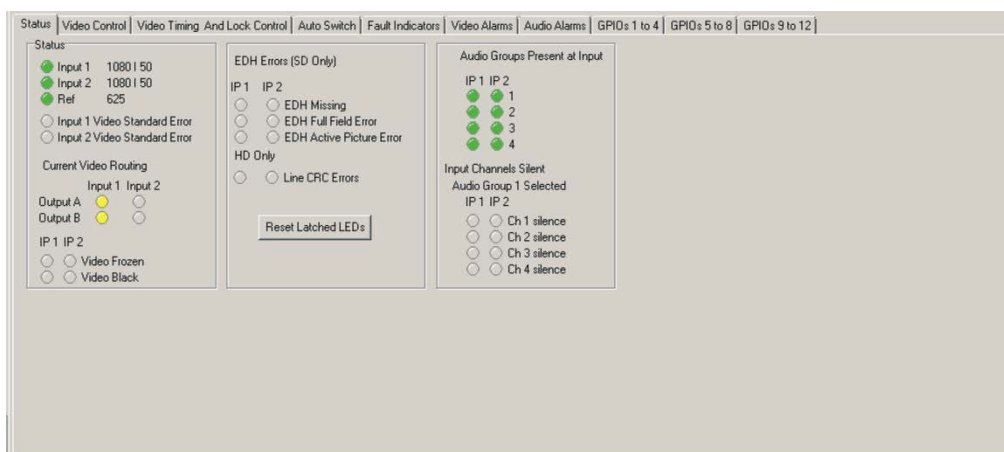 Status Video Control Video Timing And Lock Control Auto Switch Fault Indicators Video Alarms Audio Alarms GPIOs 1 to 4 GPIOs 5 to 8 GPIOs 9 to 12
Status
Input 1 1080 I 50
Input 2 1080 I 50
Ref 625
Input 1 Video Standard Error
Input 2 Video Standard Error
Current Video Routing
Input 1 Input 2
Output A
Output B
IP 1 IP 2
Video Frozen
Video Black
EDH Errors (SD Only)
IP 1 IP 2
EDH Missing
EDH Full Field Error
EDH Active Picture Error
HD Only
Line CRC Errors
Reset Latched LEDs
Audio Groups Present at Input
IP 1 IP 2
1
2
3
4
Input Channels Silent
Audio Group 1 Selected
IP 1 IP 2
Ch 1 silence
Ch 2 silence
Ch 3 silence
Ch 4 silence